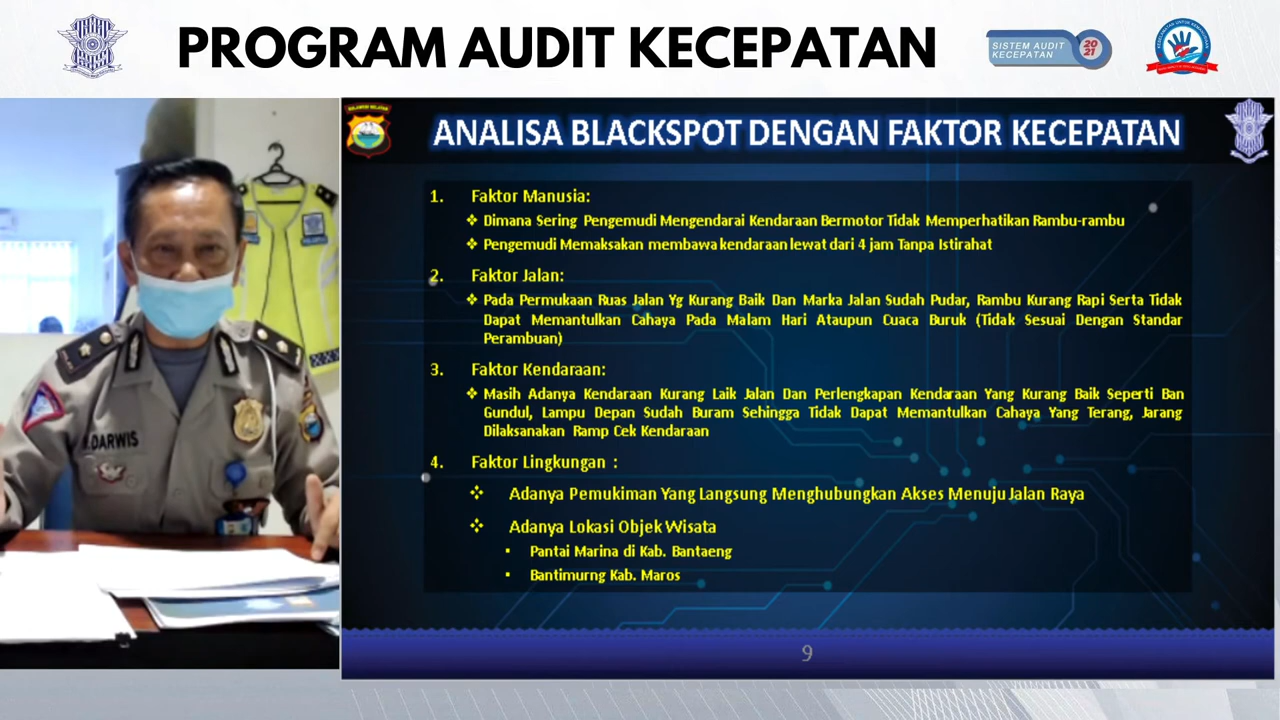 PROGRAM AUDIT KECEPATAN
SISTEM AUDIT
KECEPATAN
20
21
SULAWESI SELATAN
ANALISA BLACKSPOT DENGAN FAKTOR KECEPATAN
1. Faktor Manusia:
❖ Dimana Sering Pengemudi Mengendarai Kendaraan Bermotor Tidak Memperhatikan Rambu-rambu
❖ Pengemudi Memaksakan membawa kendaraan lewat dari 4 jam Tanpa Istirahat
2. Faktor Jalan:
❖ Pada Permukaan Ruas Jalan Yg Kurang Baik Dan Marka Jalan Sudah Pudar, Rambu Kurang Rapi Serta Tidak
Dapat Memantulkan Cahaya Pada Malam Hari Ataupun Cuaca Buruk (Tidak Sesuai Dengan Standar
Perambuan)
3. Faktor Kendaraan:
❖ Masih Adanya Kendaraan Kurang Laik Jalan Dan Perlengkapan Kendaraan Yang Kurang Baik Seperti Ban
Gundul, Lampu Depan Sudah Buram Sehingga Tidak Dapat Memantulkan Cahaya Yang Terang, Jarang
Dilaksanakan Ramp Cek Kendaraan
4. Faktor Lingkungan :
❖ Adanya Pemukiman Yang Langsung Menghubungkan Akses Menuju Jalan Raya
❖ Adanya Lokasi Objek Wisata
▪ Pantai Marina di Kab. Bantaeng
▪ Bantimurng Kab. Maros
9
DARWIS